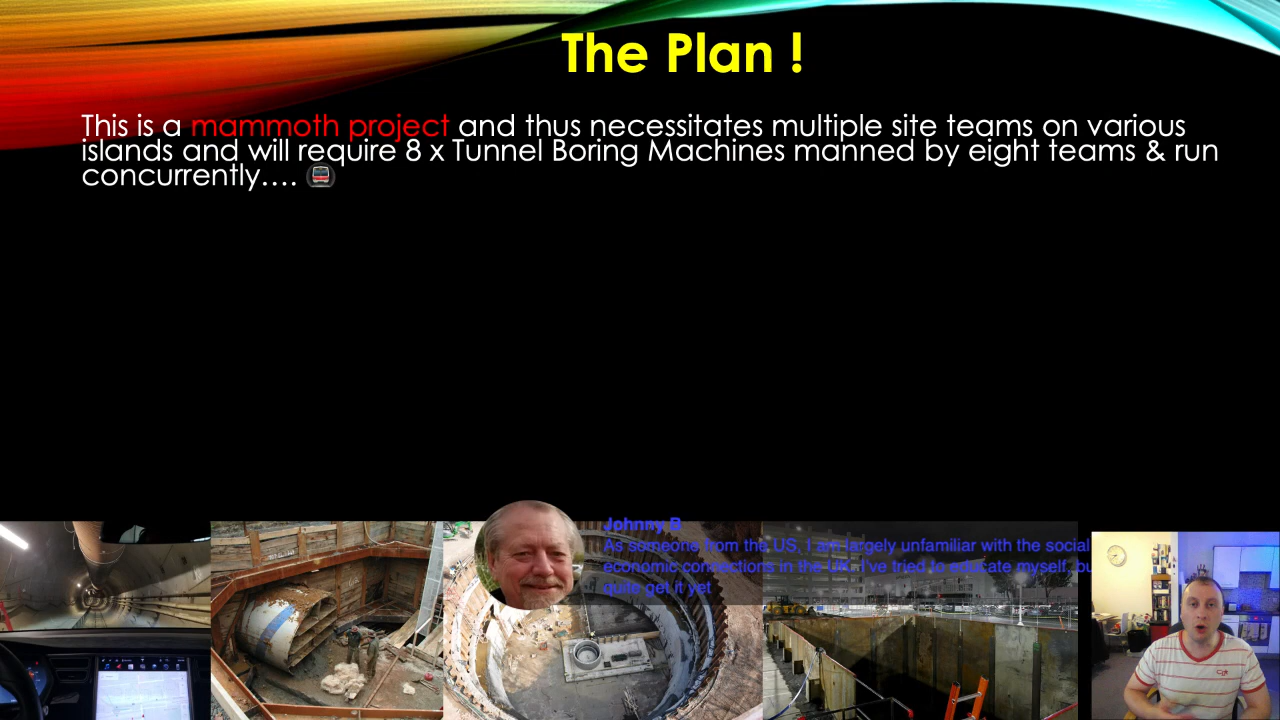 The Plan !
This is a mammoth project and thus necessitates multiple site teams on various
islands and will require 8 x Tunnel Boring Machines manned by eight teams & run
concurrently….
Johnny B
As someone from the US, I am largely unfamiliar with the social
economic connections in the UK. I've tried to educate myself, bu
quite get it yet